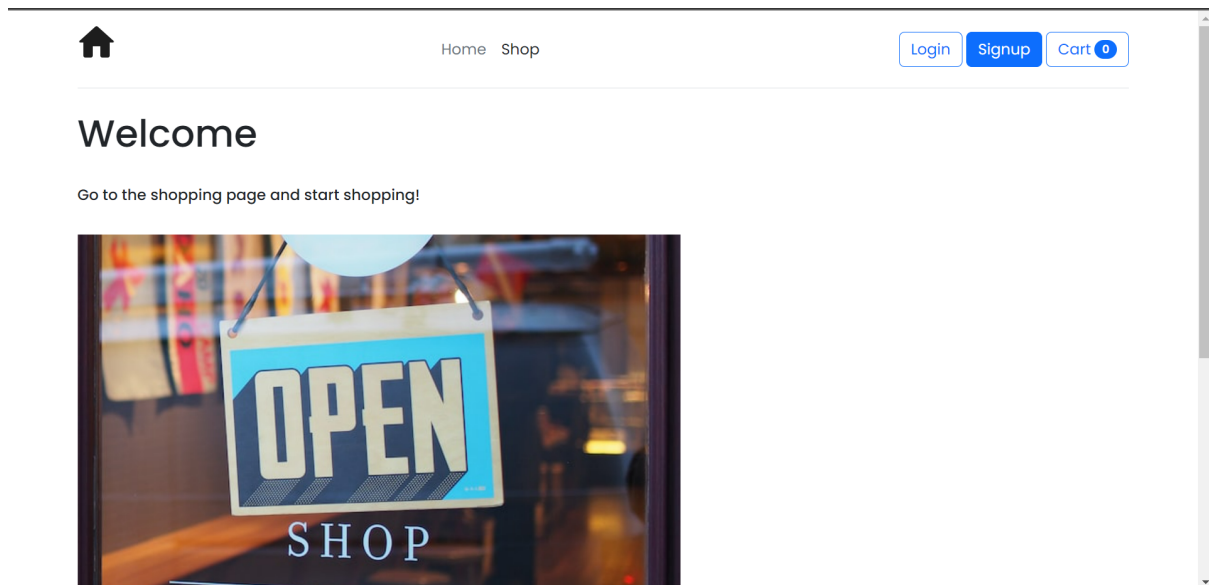 Home Shop Login Signup Cart 0
Welcome
Go to the shopping page and start shopping!
OPEN
SHOP